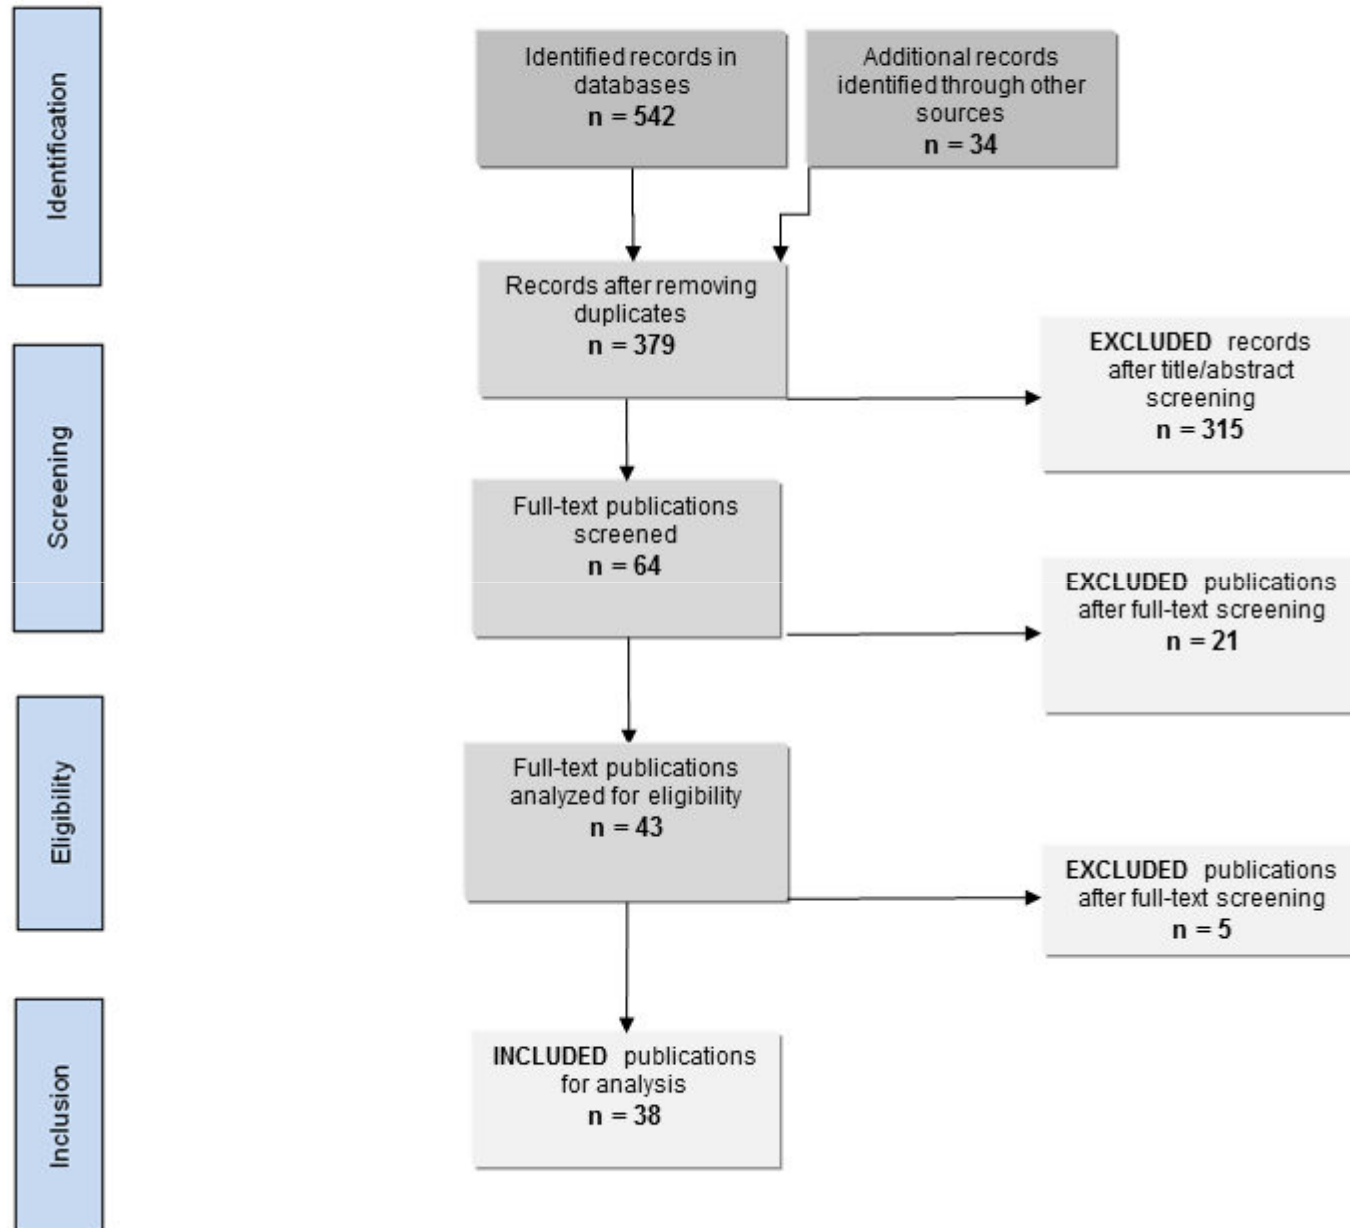 Identification
Identified records in
databases
n = 542
Additional records
identified through other
sources
n = 34
Records after removing
duplicates
n = 379
EXCLUDED records
after title/abstract
screening
n = 315
Screening
Full-text publications
screened
n = 64
EXCLUDED publications
after full-text screening
n = 21
Eligibility
Full-text publications
analyzed for eligibility
n = 43
EXCLUDED publications
after full-text screening
n = 5
Inclusion
INCLUDED publications
for analysis
n = 38